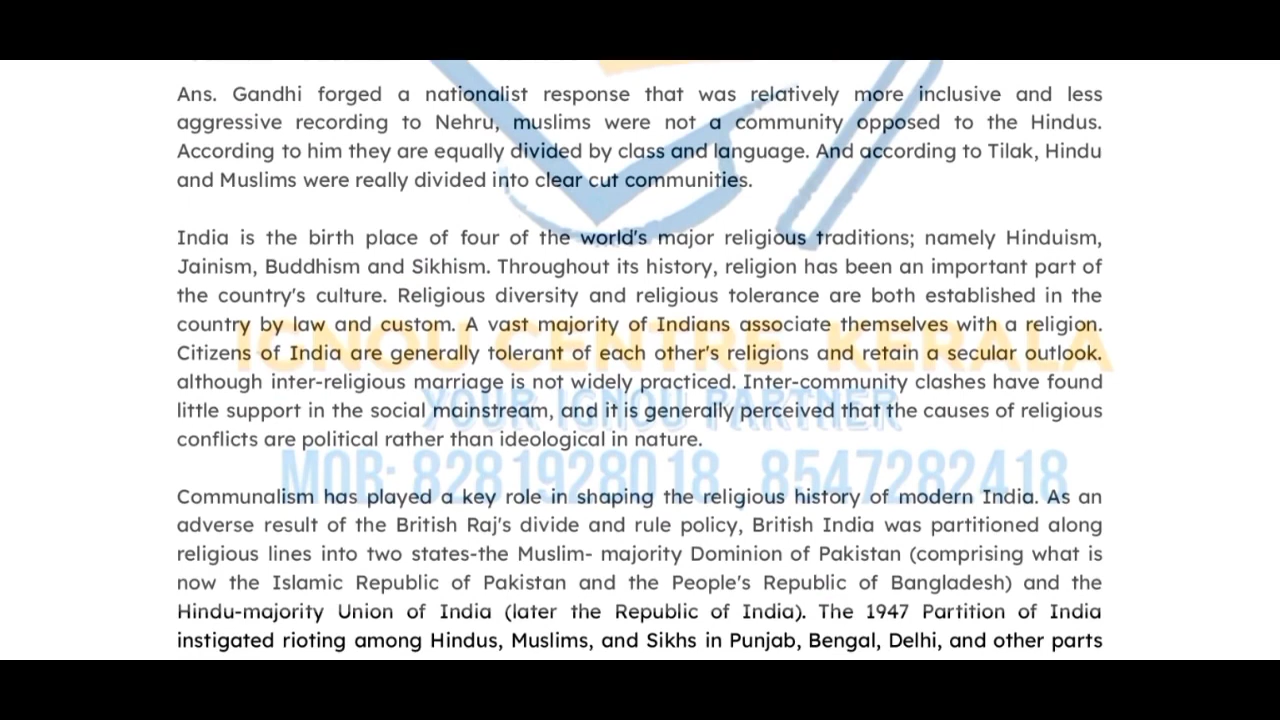 Ans. Gandhi forged a nationalist response that was relatively more inclusive and less
aggressive recording to Nehru, muslims were not a community opposed to the Hindus.
According to him they are equally divided by class and language. And according to Tilak, Hindu
and Muslims were really divided into clear cut communities.
India is the birth place of four of the world's major religious traditions; namely Hinduism,
Jainism, Buddhism and Sikhism. Throughout its history, religion has been an important part of
the country's culture. Religious diversity and religious tolerance are both established in the
country by law and custom. A vast majority of Indians associate themselves with a religion.
IGNOU CENTRE KERALA
Citizens of India are generally tolerant of each other's religions and retain a secular outlook.
although inter-religious marriage is not widely practiced. Inter-community clashes have found
YOUR IGNOU PARTNER
little support in the social mainstream, and it is generally perceived that the causes of religious
conflicts are political rather than ideological in nature.
MOB: 8281928018, 8547282418
Communalism has played a key role in shaping the religious history of modern India. As an
adverse result of the British Raj's divide and rule policy, British India was partitioned along
religious lines into two states-the Muslim- majority Dominion of Pakistan (comprising what is
now the Islamic Republic of Pakistan and the People's Republic of Bangladesh) and the
Hindu-majority Union of India (later the Republic of India). The 1947 Partition of India
instigated rioting among Hindus, Muslims, and Sikhs in Punjab, Bengal, Delhi, and other parts